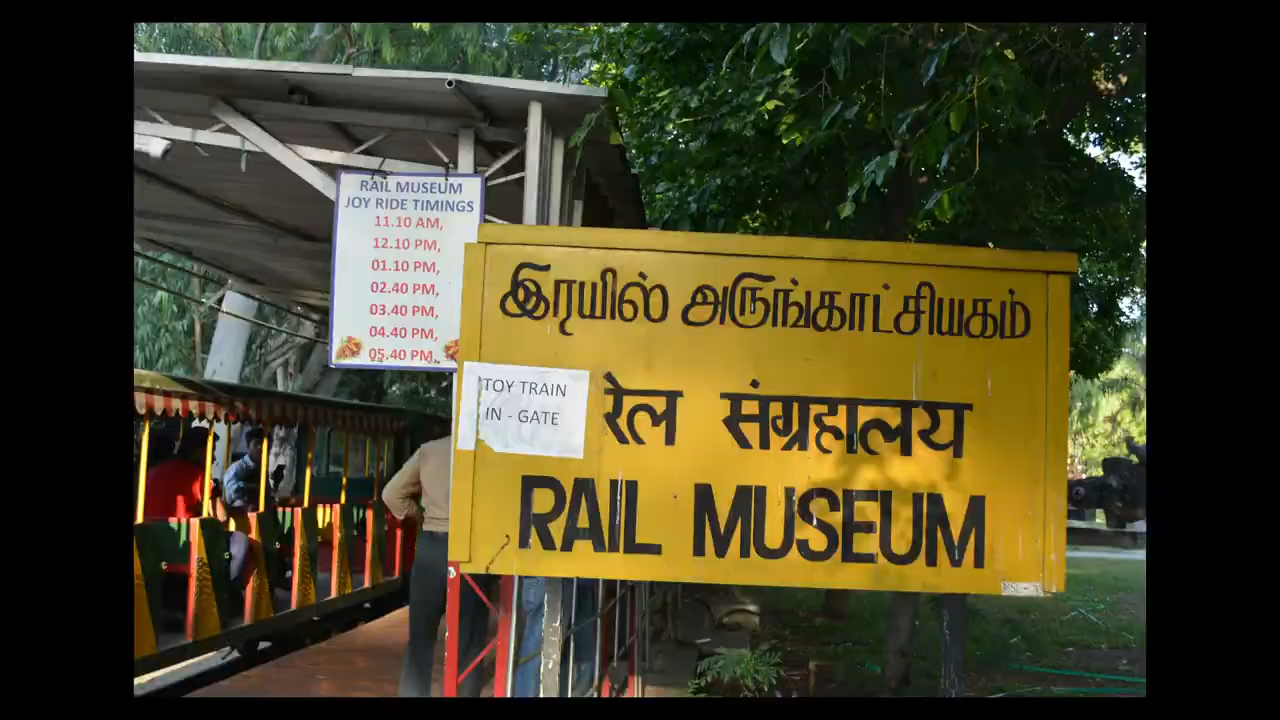 RAIL MUSEUM
JOY RIDE TIMINGS
11.10 AM,
12.10 PM,
01.10 PM,
02.40 PM,
03.40 PM,
04.40 PM,
05.40 PM,
இரயில் அருங்காட்சியகம்
TOY TRAIN
IN - GATE
रेल संग्रहालय
RAIL MUSEUM